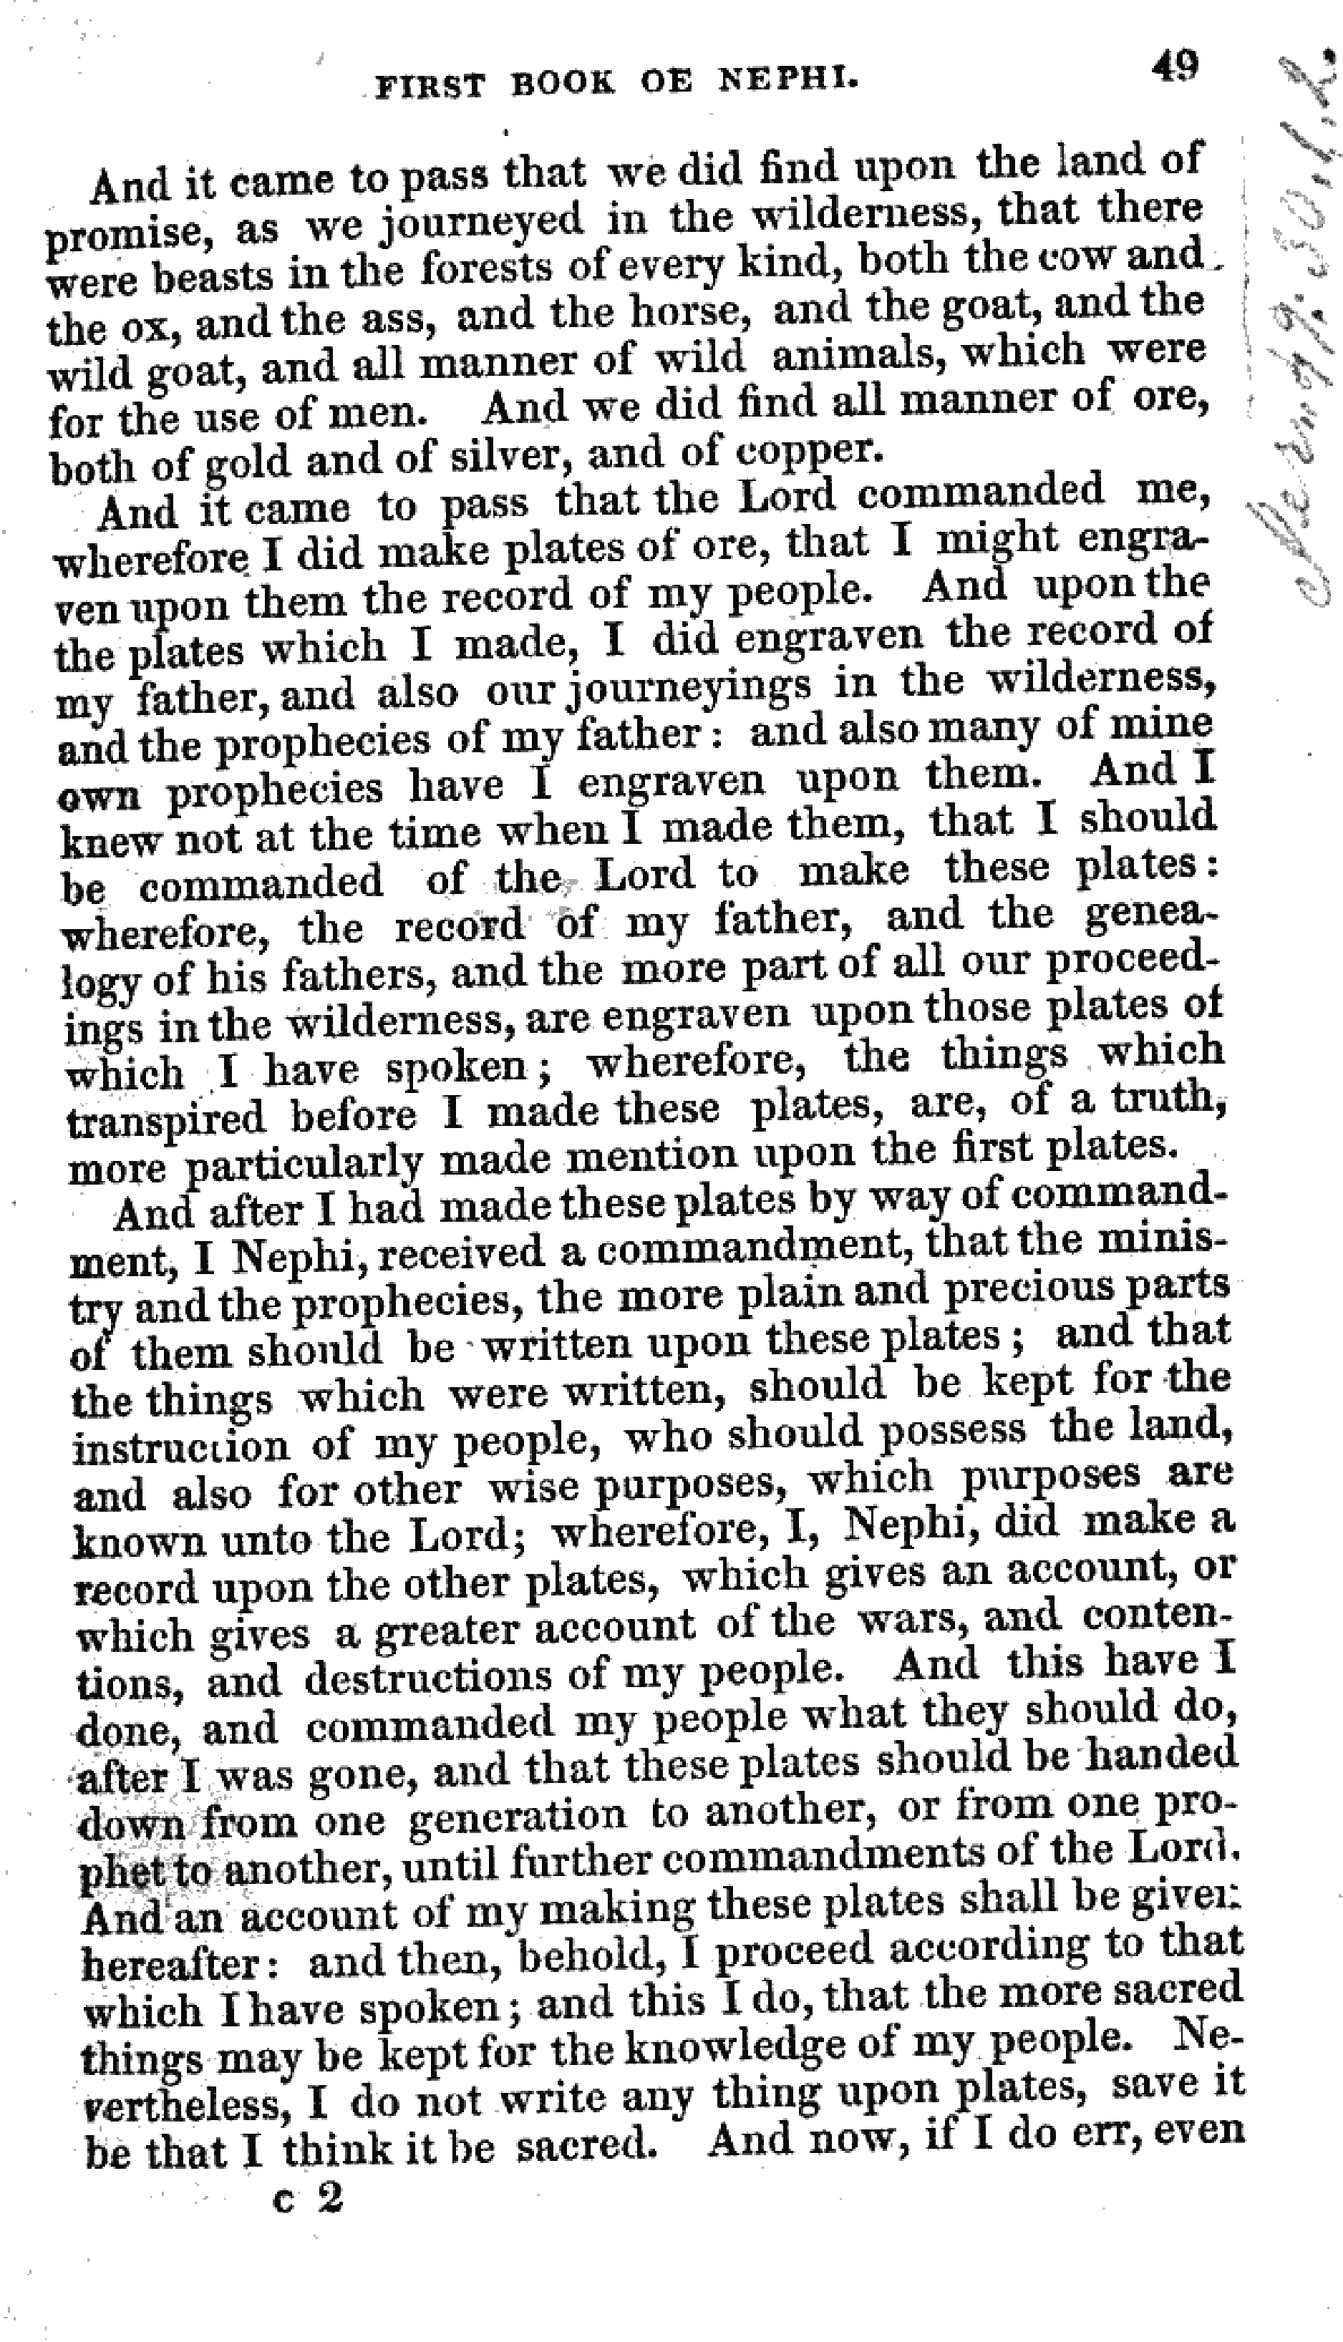 FIRST BOOK OE NEPHI. 49
And it came to pass that we did find upon the land of
promise, as we journeyed in the wilderness, that there
were beasts in the forests of every kind, both the cow and
the ox, and the ass, and the horse, and the goat, and the
wild goat, and all manner of wild animals, which were
for the use of men. And we did find all manner of ore,
both of gold and of silver, and of copper.
And it came to pass that the Lord commanded me,
wherefore I did make plates of ore, that I might engra-
ven upon them the record of my people. And upon the
the plates which I made, I did engraven the record of
my father, and also our journeyings in the wilderness,
and the prophecies of my father: and also many of mine
own prophecies have I engraven upon them. And I
knew not at the time when I made them, that I should
be commanded of the Lord to make these plates:
wherefore, the record of my father, and the genea-
logy of his fathers, and the more part of all our proceed-
ings in the wilderness, are engraven upon those plates of
which I have spoken; wherefore, the things which
transpired before I made these plates, are, of a truth,
more particularly made mention upon the first plates.
And after I had made these plates by way of command-
ment, I Nephi, received a commandment, that the minis-
try and the prophecies, the more plain and precious parts
of them should be written upon these plates; and that
the things which were written, should be kept for the
instruction of my people, who should possess the land,
and also for other wise purposes, which purposes are
known unto the Lord; wherefore, I, Nephi, did make a
record upon the other plates, which gives an account, or
which gives a greater account of the wars, and conten-
tions, and destructions of my people. And this have I
done, and commanded my people what they should do,
after I was gone, and that these plates should be handed
down from one generation to another, or from one pro-
phet to another, until further commandments of the Lord.
And an account of my making these plates shall be given
hereafter: and then, behold, I proceed according to that
which I have spoken; and this I do, that the more sacred
things may be kept for the knowledge of my people. Ne-
vertheless, I do not write any thing upon plates, save it
be that I think it be sacred. And now, if I do err, even
C 2